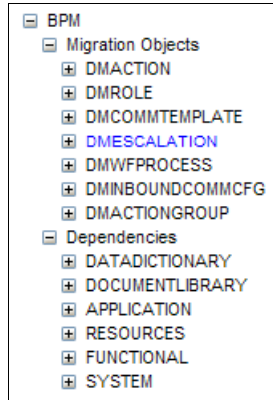 BPM
Migration Objects
DMACTION
DMROLE
DMCOMMTEMPLATE
DMESCALATION
DMWFPROCESS
DMINBOUNDCOMMCFG
DMACTIONGROUP
Dependencies
DATADICTIONARY
DOCUMENTLIBRARY
APPLICATION
RESOURCES
FUNCTIONAL
SYSTEM